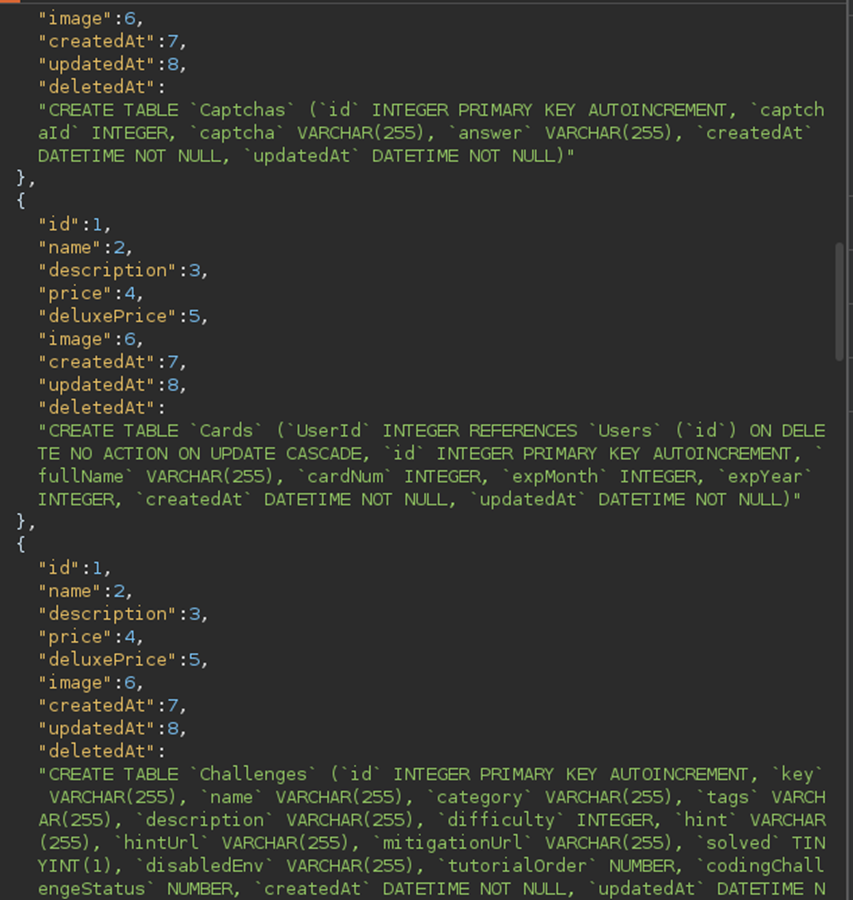 "image":6,
"createdAt":7,
"updatedAt":8,
"deletedAt":
"CREATE TABLE `Captchas` (`id` INTEGER PRIMARY KEY AUTOINCREMENT, `captch
aId` INTEGER, `captcha` VARCHAR(255), `answer` VARCHAR(255), `createdAt`
DATETIME NOT NULL, `updatedAt` DATETIME NOT NULL)"
},
{
"id":1,
"name":2,
"description":3,
"price":4,
"deluxePrice":5,
"image":6,
"createdAt":7,
"updatedAt":8,
"deletedAt":
"CREATE TABLE `Cards` (`UserId` INTEGER REFERENCES `Users` (`id`) ON DELE
TE NO ACTION ON UPDATE CASCADE, `id` INTEGER PRIMARY KEY AUTOINCREMENT, `
fullName` VARCHAR(255), `cardNum` INTEGER, `expMonth` INTEGER, `expYear`
INTEGER, `createdAt` DATETIME NOT NULL, `updatedAt` DATETIME NOT NULL)"
},
{
"id":1,
"name":2,
"description":3,
"price":4,
"deluxePrice":5,
"image":6,
"createdAt":7,
"updatedAt":8,
"deletedAt":
"CREATE TABLE `Challenges` (`id` INTEGER PRIMARY KEY AUTOINCREMENT, `key`
VARCHAR(255), `name` VARCHAR(255), `category` VARCHAR(255), `tags` VARCH
AR(255), `description` VARCHAR(255), `difficulty` INTEGER, `hint` VARCHAR
(255), `hintUrl` VARCHAR(255), `mitigationUrl` VARCHAR(255), `solved` TIN
YINT(1), `disabledEnv` VARCHAR(255), `tutorialOrder` NUMBER, `codingChall
engeStatus` NUMBER, `createdAt` DATETIME NOT NULL, `updatedAt` DATETIME N